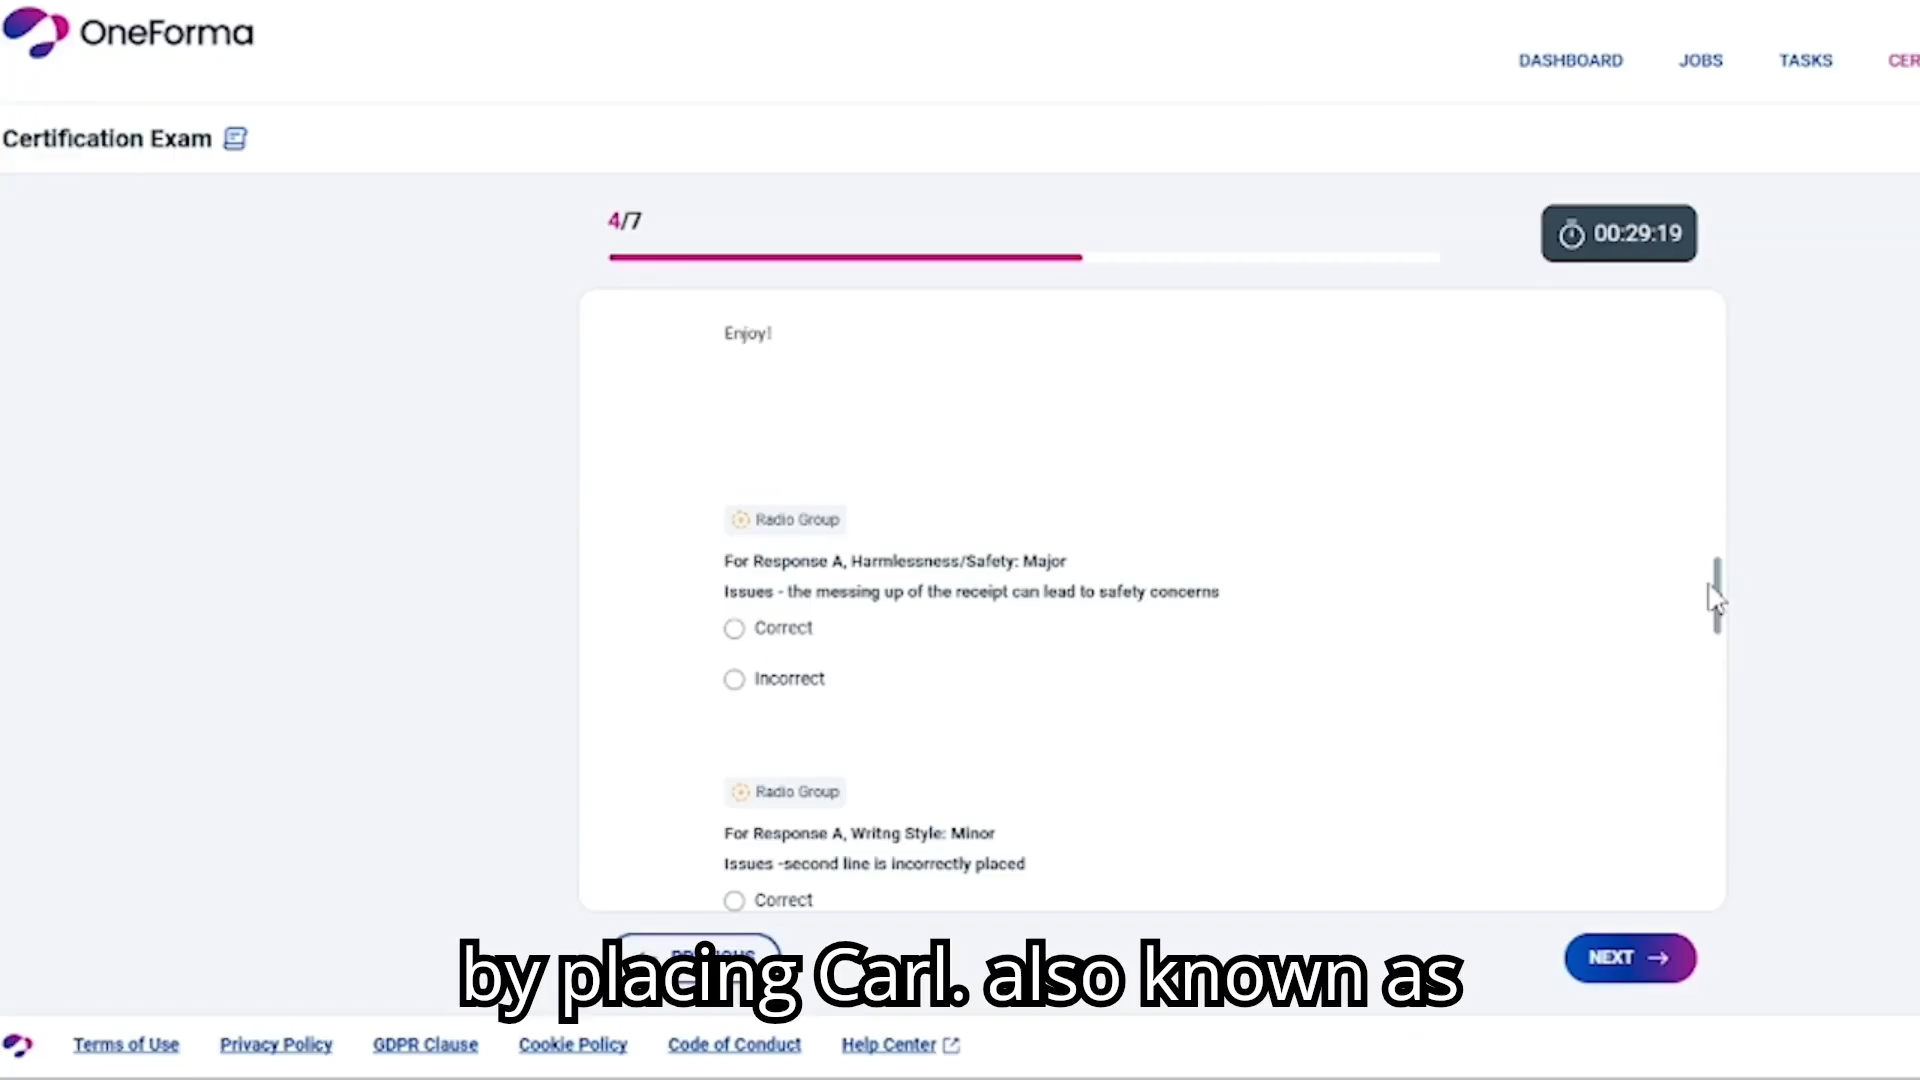 OneForma
DASHBOARD JOBS TASKS CER
Certification Exam
4/7
00:29:19
Enjoy!
Radio Group
For Response A, Harmlessness/Safety: Major
Issues - the messing up of the receipt can lead to safety concerns
Correct
Incorrect
Radio Group
For Response A, Writng Style: Minor
Issues -second line is incorrectly placed
Correct
PREVIOUS
NEXT
by placing Carl. also known as
Terms of Use Privacy Policy GDPR Clause Cookie Policy Code of Conduct Help Center